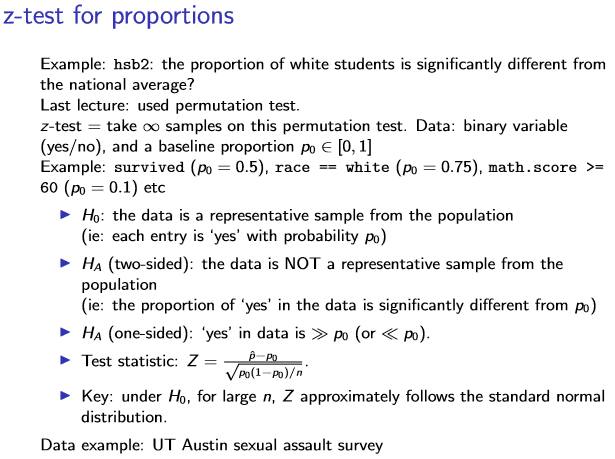 z-test for proportions
Example: hsb2: the proportion of white students is significantly different from
the national average?
Last lecture: used permutation test.
z-test = take ∞ samples on this permutation test. Data: binary variable
(yes/no), and a baseline proportion p₀ ∈ [0, 1]
Example: survived (p₀ = 0.5), race == white (p₀ = 0.75), math.score >=
60 (p₀ = 0.1) etc
▶ H₀: the data is a representative sample from the population
(ie: each entry is ‘yes’ with probability p₀)
▶ H_A (two-sided): the data is NOT a representative sample from the
population
(ie: the proportion of ‘yes’ in the data is significantly different from p₀)
▶ H_A (one-sided): ‘yes’ in data is ≫ p₀ (or ≪ p₀).
▶ Test statistic: Z = (p̂−p₀)/√(p₀(1−p₀)/n).
▶ Key: under H₀, for large n, Z approximately follows the standard normal
distribution.
Data example: UT Austin sexual assault survey